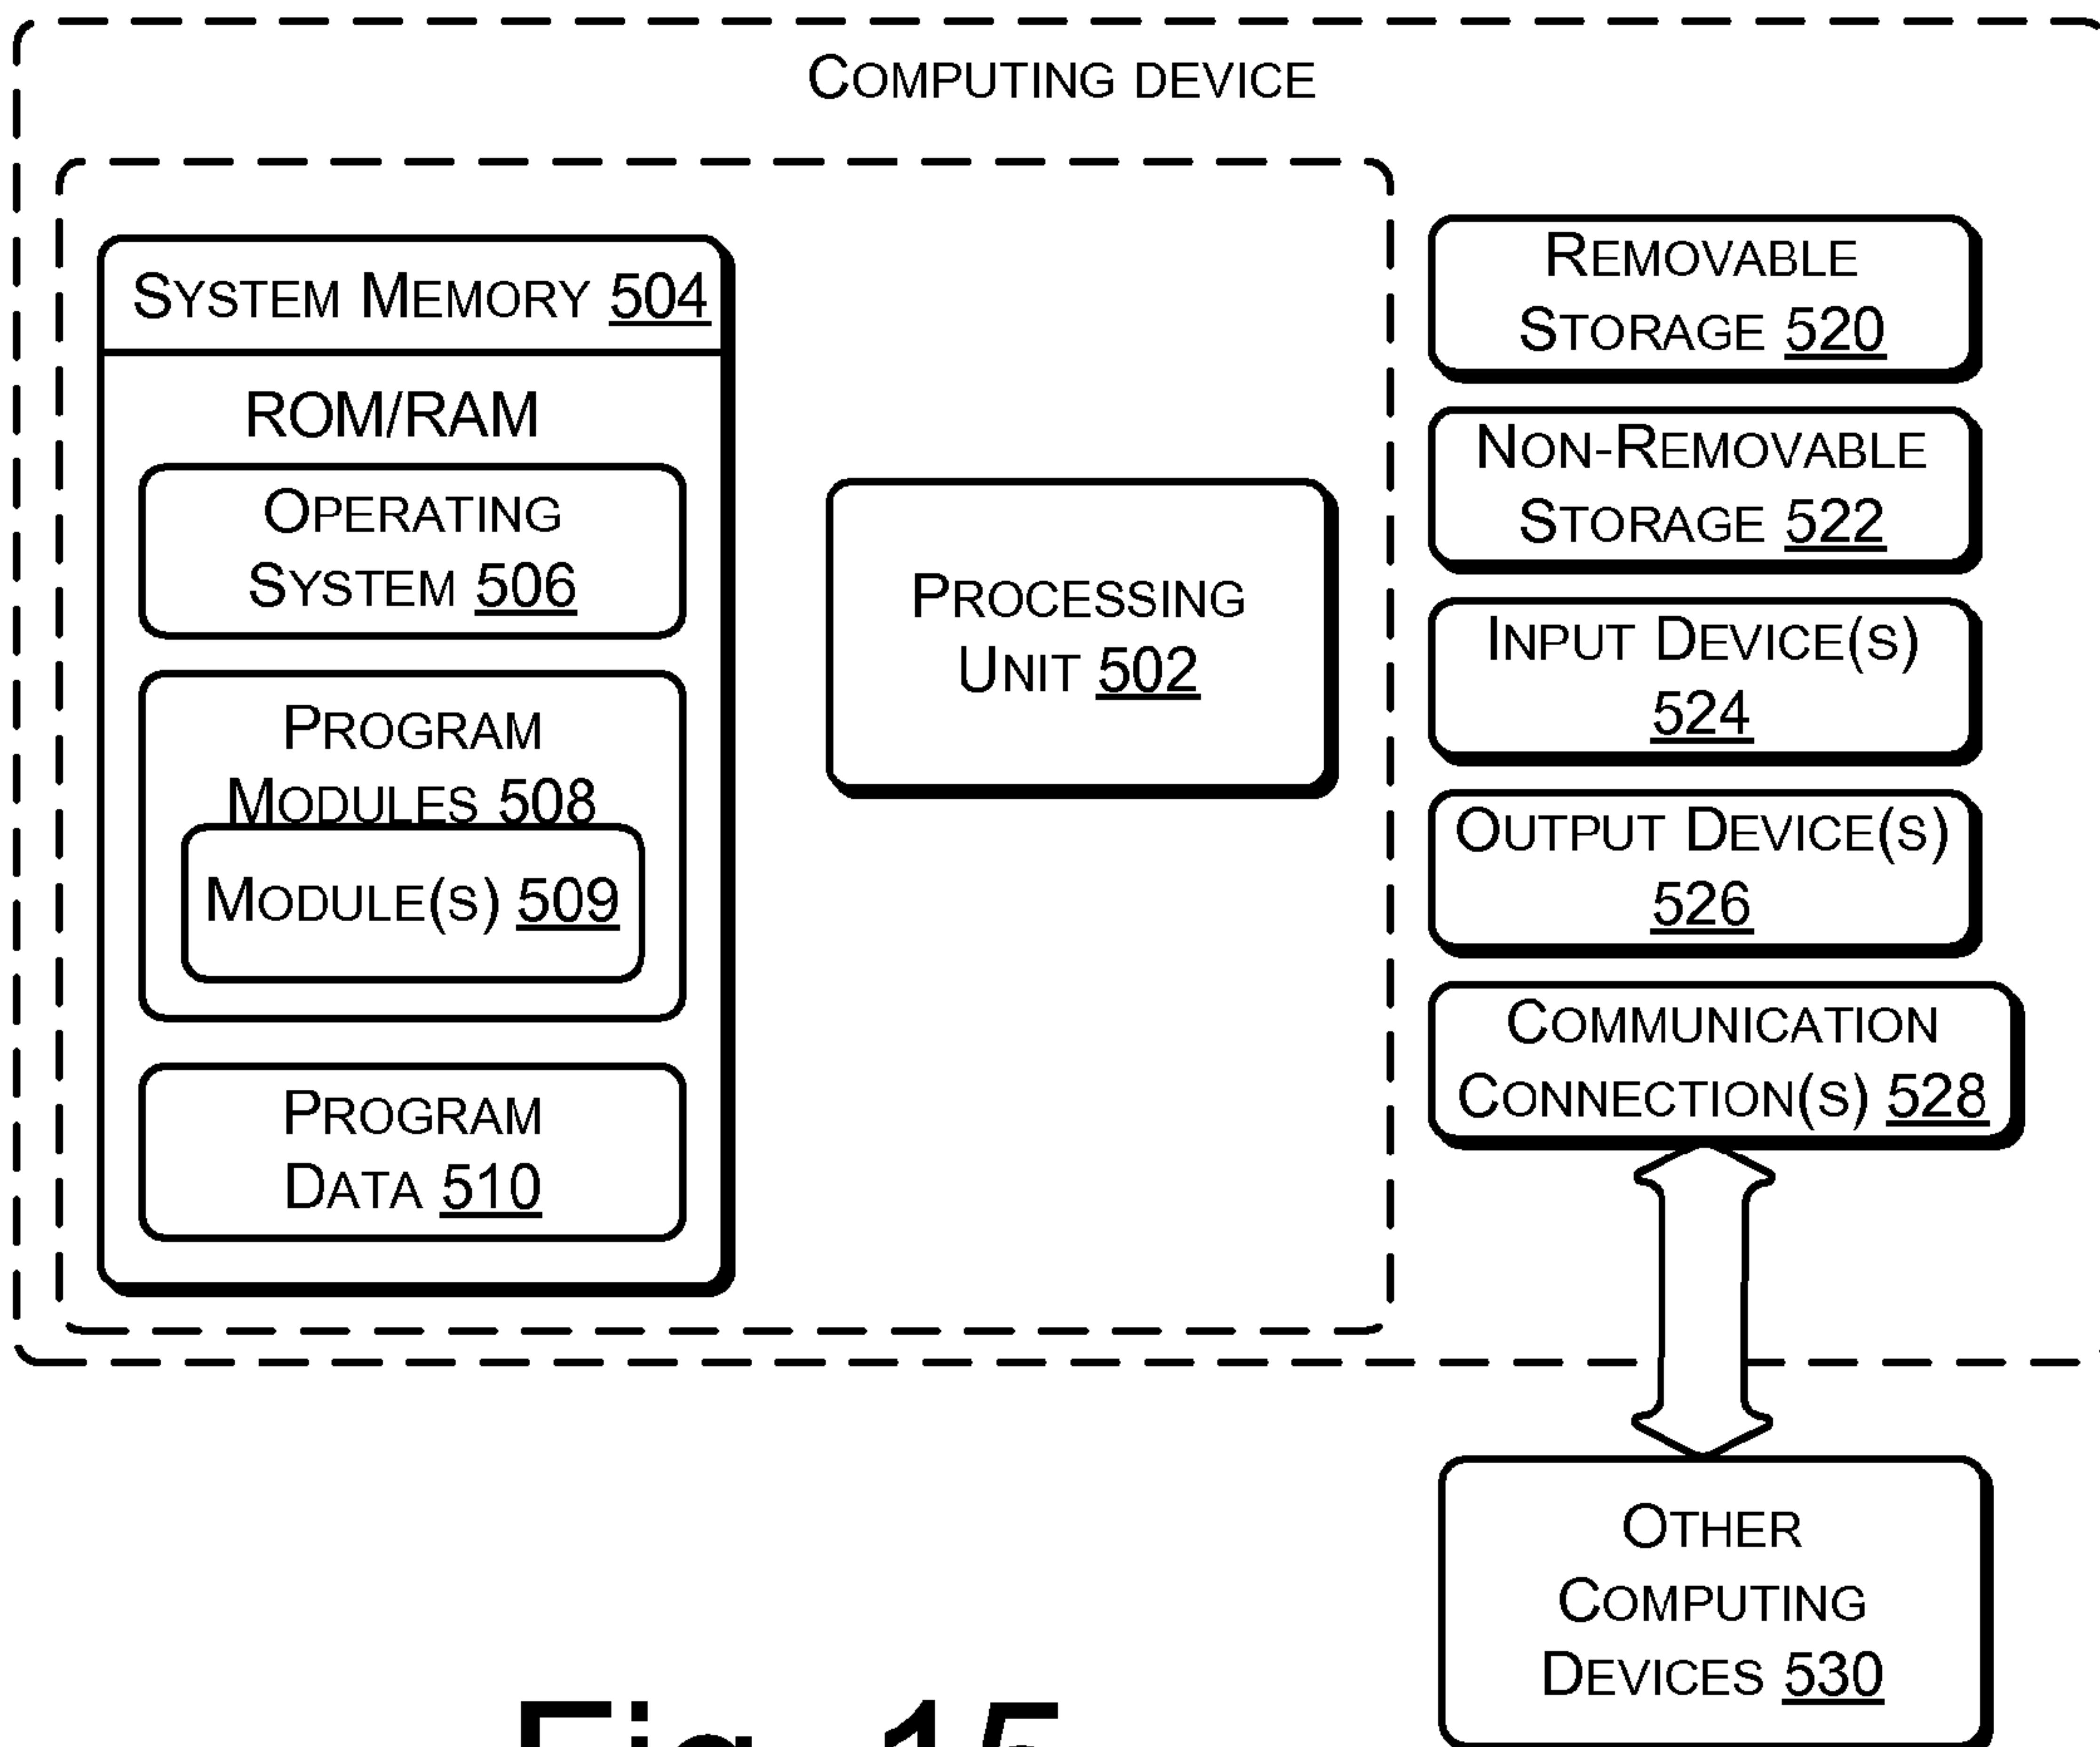 COMPUTING DEVICE
SYSTEM MEMORY 504
ROM/RAM
OPERATING
SYSTEM 506
PROGRAM
MODULES 508
MODULE(S) 509
PROGRAM
DATA 510
PROCESSING
UNIT 502
REMOVABLE
STORAGE 520
NON-REMOVABLE
STORAGE 522
INPUT DEVICE(S)
524
OUTPUT DEVICE(S)
526
COMMUNICATION
CONNECTION(S) 528
OTHER
COMPUTING
DEVICES 530
Fig. 15